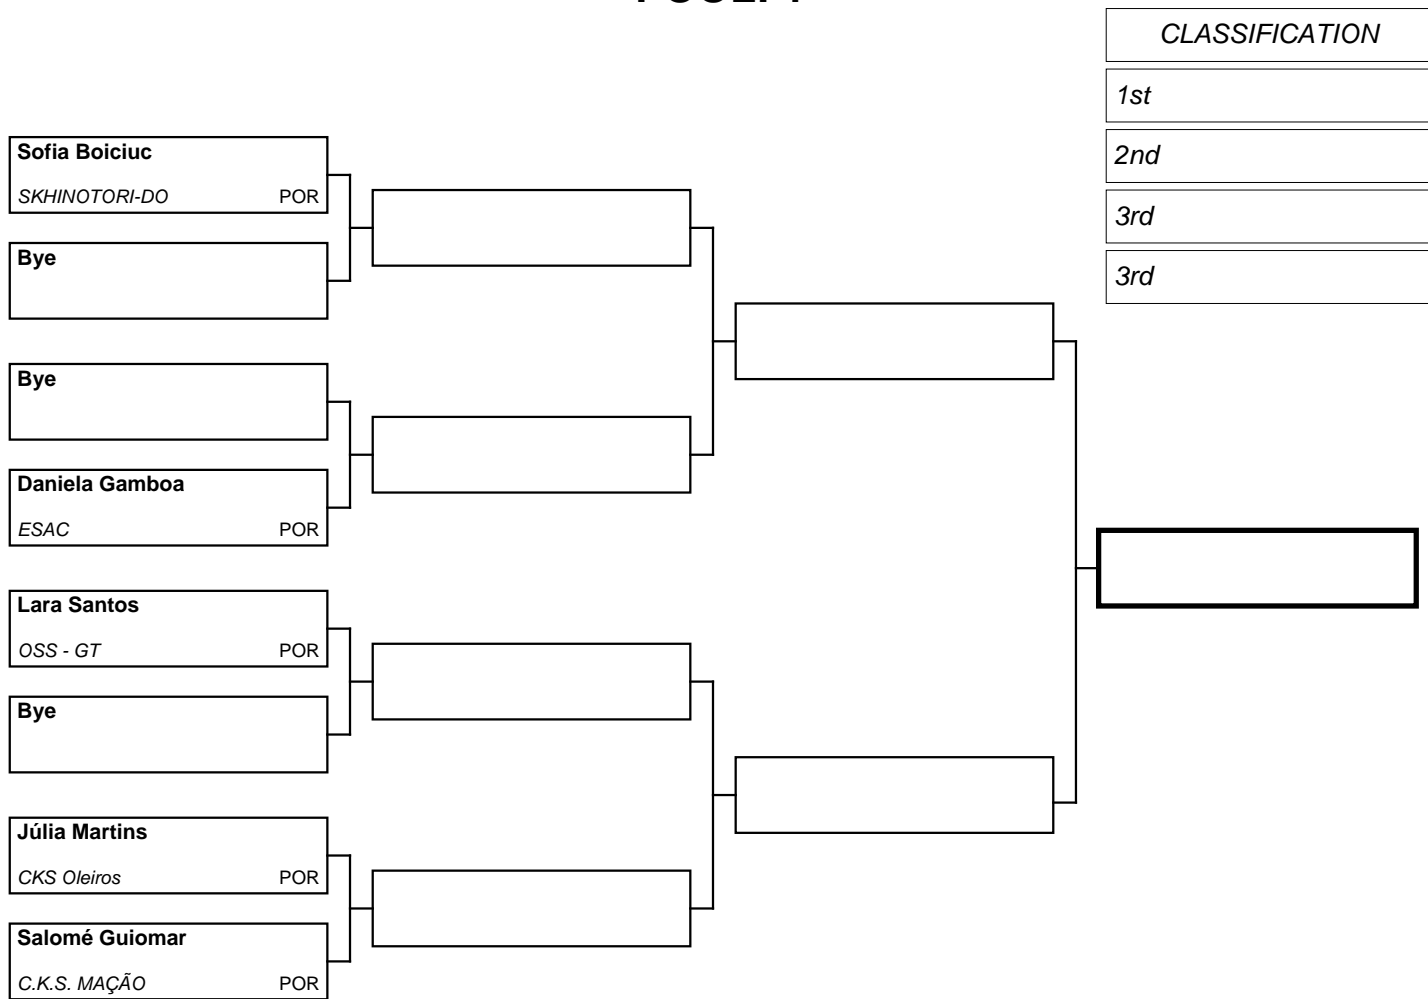 CLASSIFICATION
1st
2nd
3rd
3rd
Sofia Boiciuc
SKHINOTORI-DO POR
Bye
Bye
Daniela Gamboa
ESAC POR
Lara Santos
OSS - GT POR
Bye
Júlia Martins
CKS Oleiros POR
Salomé Guiomar
C.K.S. MAÇÃO POR